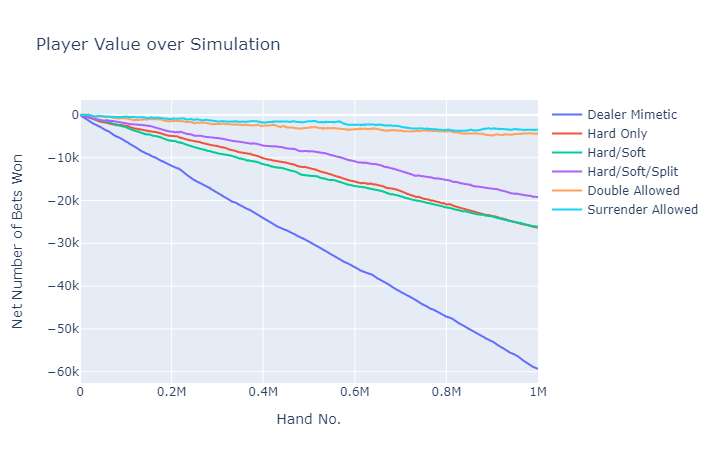 Player Value over Simulation
Net Number of Bets Won
0
−10k
−20k
−30k
−40k
−50k
−60k
0
0.2M
0.4M
0.6M
0.8M
1M
Hand No.
Dealer Mimetic
Hard Only
Hard/Soft
Hard/Soft/Split
Double Allowed
Surrender Allowed